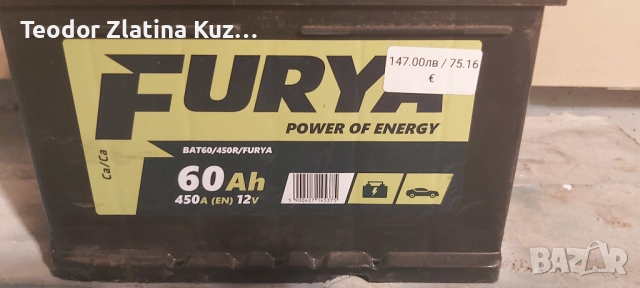 Teodor Zlatina Kuz...
FURYA
147.00лв / 75.16
€
POWER OF ENERGY
BAT60/450R/FURYA
Ca/Ca
60Ah
450A (EN) 12V
BAZAR